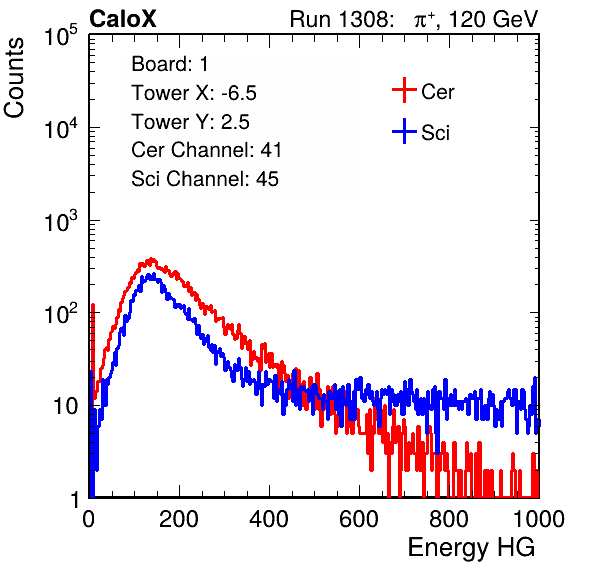 CaloX Run 1308: π⁺, 120 GeV
Counts
10⁵
10⁴
10³
10²
10
1
Board: 1
Tower X: -6.5
Tower Y: 2.5
Cer Channel: 41
Sci Channel: 45
Cer
Sci
0 200 400 600 800 1000
Energy HG